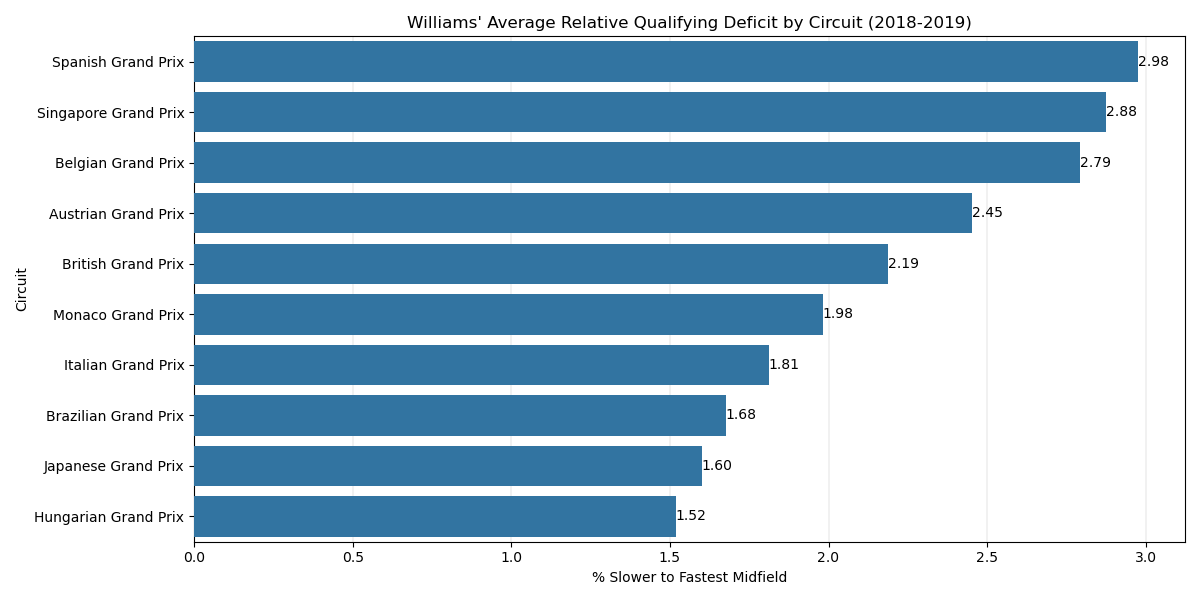 Williams' Average Relative Qualifying Deficit by Circuit (2018-2019)
Circuit
Spanish Grand Prix 2.98
Singapore Grand Prix 2.88
Belgian Grand Prix 2.79
Austrian Grand Prix 2.45
British Grand Prix 2.19
Monaco Grand Prix 1.98
Italian Grand Prix 1.81
Brazilian Grand Prix 1.68
Japanese Grand Prix 1.60
Hungarian Grand Prix 1.52
0.0 0.5 1.0 1.5 2.0 2.5 3.0
% Slower to Fastest Midfield